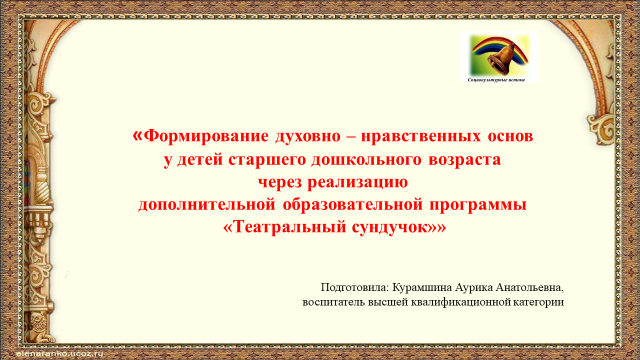 Социокультурные истоки
«Формирование духовно – нравственных основ
у детей старшего дошкольного возраста
через реализацию
дополнительной образовательной программы
«Театральный сундучок»»
Подготовила: Курамшина Аурика Анатольевна,
воспитатель высшей квалификационной категории
elenaranko.ucoz.ru